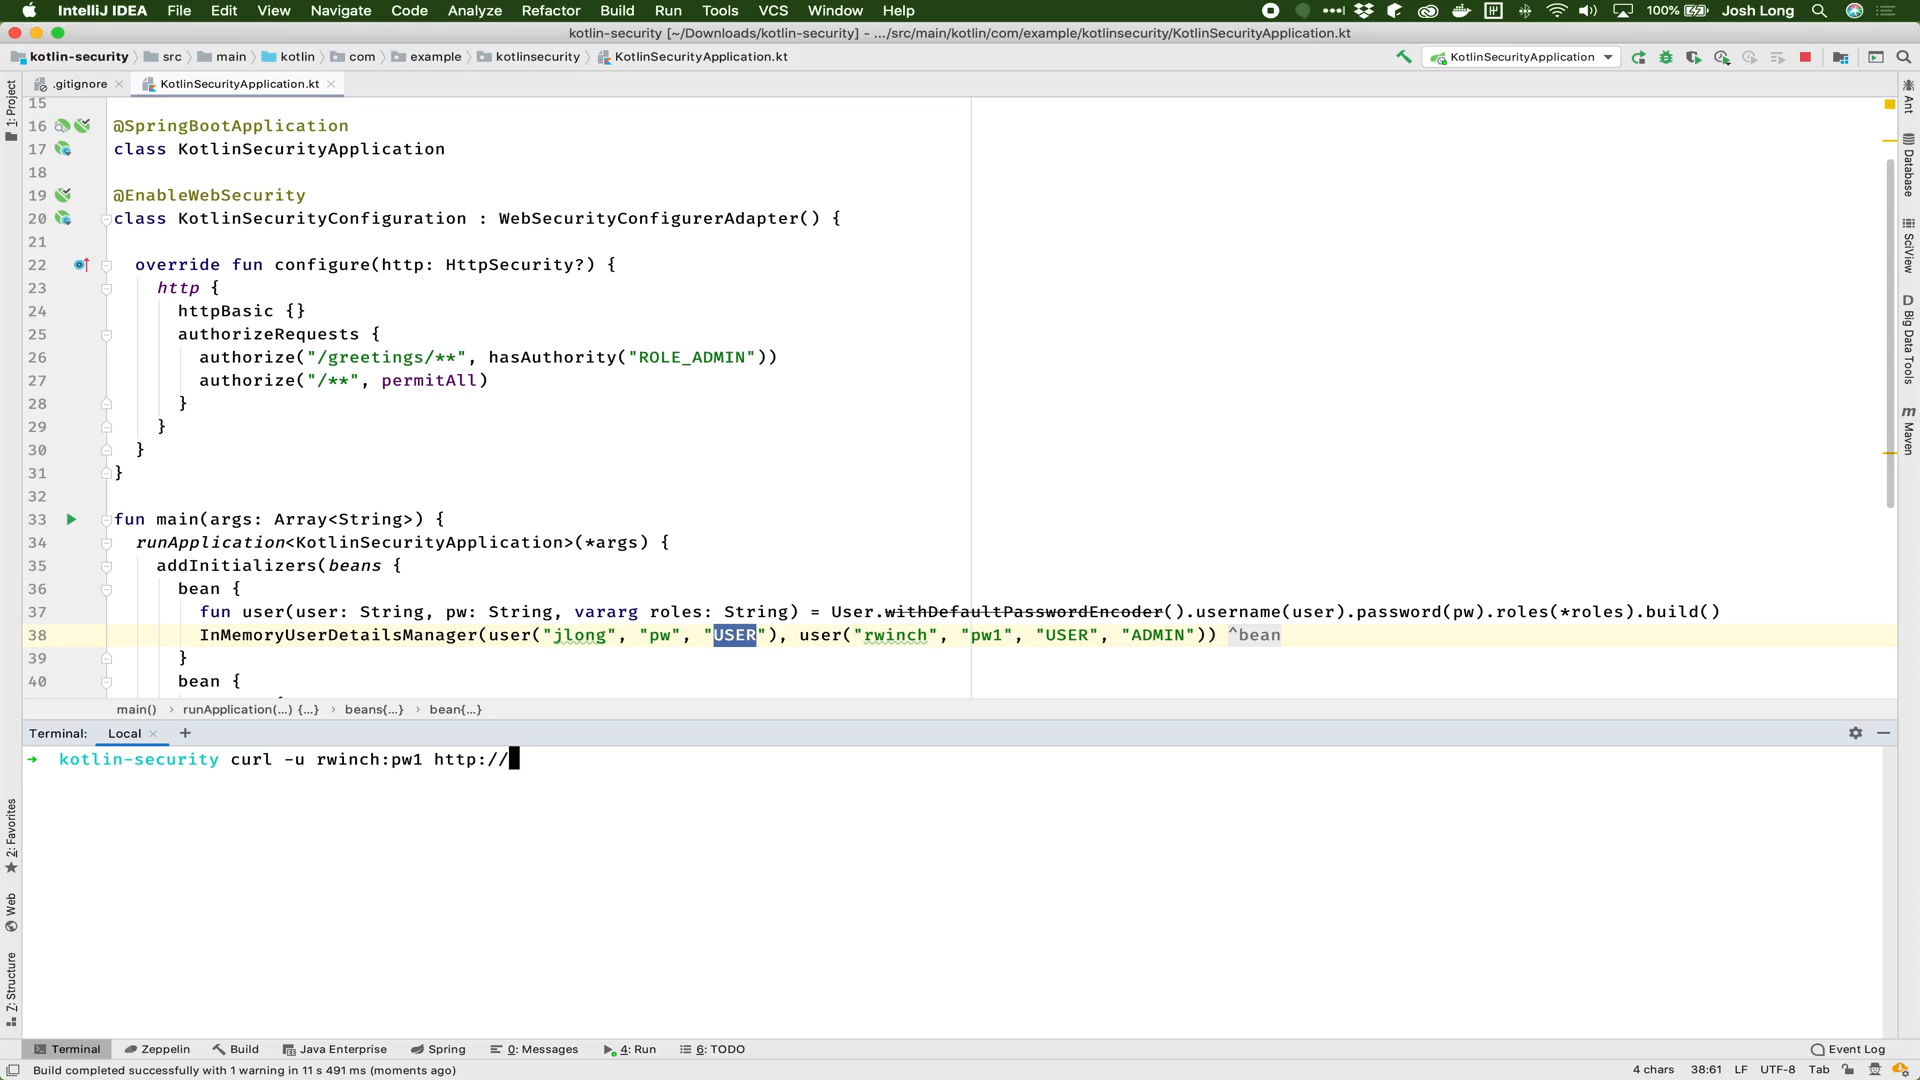 IntelliJ IDEA File Edit View Navigate Code Analyze Refactor Build Run Tools VCS Window Help 100% Josh Long
kotlin-security [~/Downloads/kotlin-security] - .../src/main/kotlin/com/example/kotlinsecurity/KotlinSecurityApplication.kt
kotlin-security src main kotlin com example kotlinsecurity KotlinSecurityApplication.kt KotlinSecurityApplication
.gitignore KotlinSecurityApplication.kt
1: Project
15
16 @SpringBootApplication
17 class KotlinSecurityApplication
18
19 @EnableWebSecurity
20 class KotlinSecurityConfiguration : WebSecurityConfigurerAdapter() {
21
22 override fun configure(http: HttpSecurity?) {
23 http {
24 httpBasic {}
25 authorizeRequests {
26 authorize("/greetings/**", hasAuthority("ROLE_ADMIN"))
27 authorize("/**", permitAll)
28 }
29 }
30 }
31 }
32
33 fun main(args: Array<String>) {
34 runApplication<KotlinSecurityApplication>(*args) {
35 addInitializers(beans {
36 bean {
37 fun user(user: String, pw: String, vararg roles: String) = User.withDefaultPasswordEncoder().username(user).password(pw).roles(*roles).build()
38 InMemoryUserDetailsManager(user("jlong", "pw", "USER"), user("rwinch", "pw1", "USER", "ADMIN")) ^bean
39 }
40 bean {
main() › runApplication(...) {...} › beans{...} › bean{...}
Ant
Database
SciView
D Big Data Tools
m Maven
Terminal: Local +
→ kotlin-security curl -u rwinch:pw1 http://
2: Favorites
Web
Z: Structure
Terminal Zeppelin Build Java Enterprise Spring 0: Messages 4: Run 6: TODO Event Log
Build completed successfully with 1 warning in 11 s 491 ms (moments ago) 4 chars 38:61 LF UTF-8 Tab